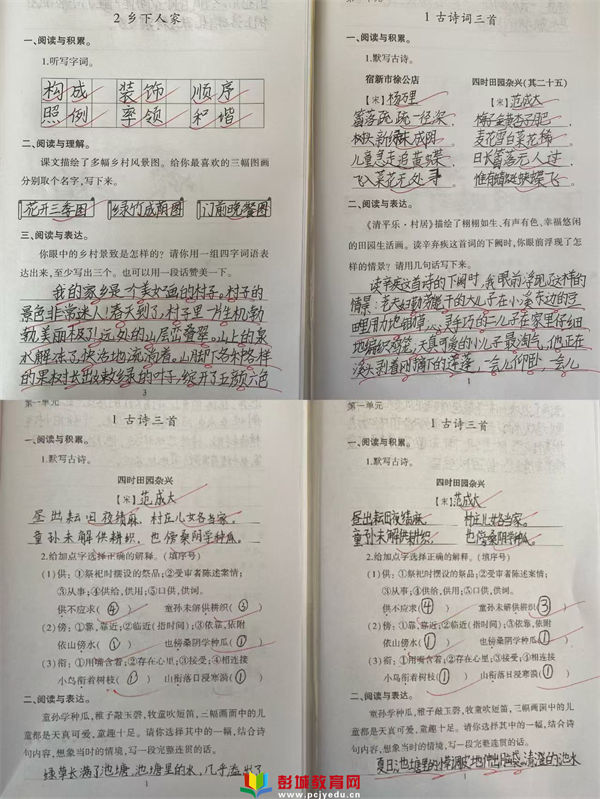 2 乡下人家
一、阅读与积累。
1.听写字词。
构成 装饰 顺序
照例 率领 和谐
二、阅读与理解。
课文描绘了多幅乡村风景图。给你最喜欢的三幅图画
分别取个名字,写下来。
花开三季图 绿竹成荫图 门前晚餐图
三、阅读与表达。
你眼中的乡村景致是怎样的?请你用一组四字词语表
达出来,至少写出三个。也可以用一段话赞美一下。
我的家乡是个美如画的村子。村子的
景色非常迷人!春天到了,村子里一片生机勃
勃,美丽极了!远处的山层峦叠翠。山上的泉
水解冻了,快活地流淌着。山脚下各种各样
的果树长出嫩绿的叶子,绽开了五颜六色
3
第一单元
1 古诗词三首
一、阅读与积累。
1.默写古诗。
宿新市徐公店
【宋】杨万里
篱落疏疏一径深,
树头新绿未成阴。
儿童急走追黄蝶,
飞入菜花无处寻。
四时田园杂兴(其二十五)
【宋】范成大
梅子金黄杏子肥,
麦花雪白菜花稀。
日长篱落无人过,
惟有蜻蜓蛱蝶飞。
二、阅读与表达。
《清平乐·村居》描绘了栩栩如生、有声有色、幸福悠闲
的田园生活画。读辛弃疾这首词的下阕时,你眼前浮现了怎
样的情景?请用几句话写下来。
读辛弃疾这首诗的下阕时,我眼前浮现了这样的
情景:老夫妇勤劳能干的大儿子在小溪东边的豆
田里用力地锄草,心灵手巧的二儿子在家里仔细
地编织鸡笼,天真可爱的小儿子最淘气,他正在
溪头剥着刚摘下的莲蓬,一会儿仰卧,一会儿
1
第一单元
1 古诗三首
一、阅读与积累。
1.默写古诗。
四时田园杂兴
【宋】范成大
昼出耘田夜绩麻,村庄儿女各当家。
童孙未解供耕织,也傍桑阴学种瓜。
2.给加点字选择正确的解释。(填序号)
(1)供:①祭祀时摆设的祭品;②受审者陈述案情;
③从事;④供给,供用;⑤口供,供词。
供不应求(④) 童孙未解供耕织(③)
(2)傍:①靠,靠近;②临近(指时间);③依靠,依附
依山傍水(①) 也傍桑阴学种瓜(①)
(3)衔:①用嘴含着;②存在心里;③接受;④相连接
小鸟衔着树枝(①) 山衔落日浸寒漪(①)
二、阅读与表达。
童孙学种瓜,稚子敲玉磬,牧童吹短笛,三幅画面中的儿
童都是天真可爱,童趣十足。请你选择其中的一幅,结合诗
句内容,想象当时的情景,写一段完整连贯的话。
绿草长满了池塘,池塘里的水,几乎溢出了
1
第一单元
1 古诗三首
一、阅读与积累。
1.默写古诗。
四时田园杂兴
【宋】范成大
昼出耘田夜绩麻, 村庄儿女各当家。
童孙未解供耕织, 也傍桑阴学种瓜。
2.给加点字选择正确的解释。(填序号)
(1)供:①祭祀时摆设的祭品;②受审者陈述案情;
③从事;④供给,供用;⑤口供,供词。
供不应求(④) 童孙未解供耕织(③)
(2)傍:①靠,靠近;②临近(指时间);③依靠,依附
依山傍水(①) 也傍桑阴学种瓜(①)
(3)衔:①用嘴含着;②存在心里;③接受;④相连接
小鸟衔着树枝(①) 山衔落日浸寒漪(①)
二、阅读与表达。
童孙学种瓜,稚子敲玉磬,牧童吹短笛,三幅画面中的儿
童都是天真可爱,童趣十足。请你选择其中的一幅,结合诗
句内容,想象当时的情景,写一段完整连贯的话。
夏日,池塘里的 地伸出脑袋,清澈的池水
1
彭城教育网
www.pcjyedu.cn